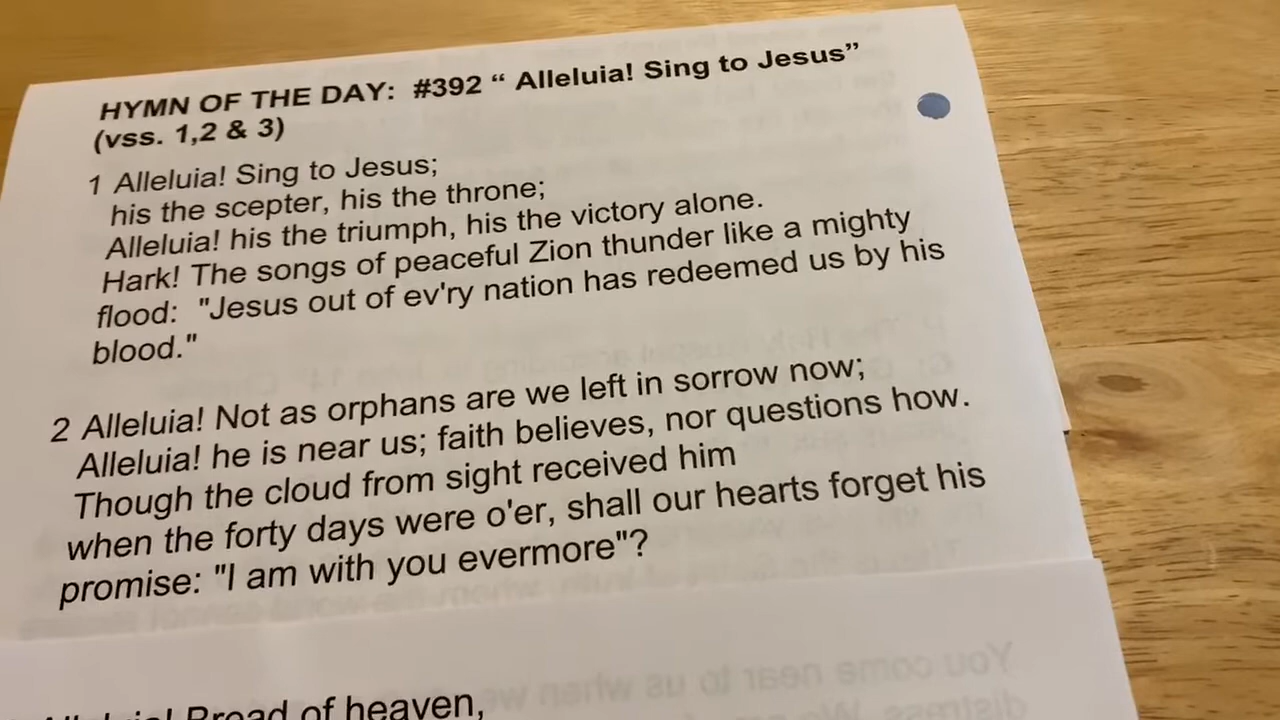 HYMN OF THE DAY: #392 “ Alleluia! Sing to Jesus”
(vss. 1,2 & 3)
1 Alleluia! Sing to Jesus;
his the scepter, his the throne;
Alleluia! his the triumph, his the victory alone.
Hark! The songs of peaceful Zion thunder like a mighty
flood: "Jesus out of ev'ry nation has redeemed us by his
blood."
2 Alleluia! Not as orphans are we left in sorrow now;
Alleluia! he is near us; faith believes, nor questions how.
Though the cloud from sight received him
when the forty days were o'er, shall our hearts forget his
promise: "I am with you evermore"?
Alleluia! Bread of heaven,